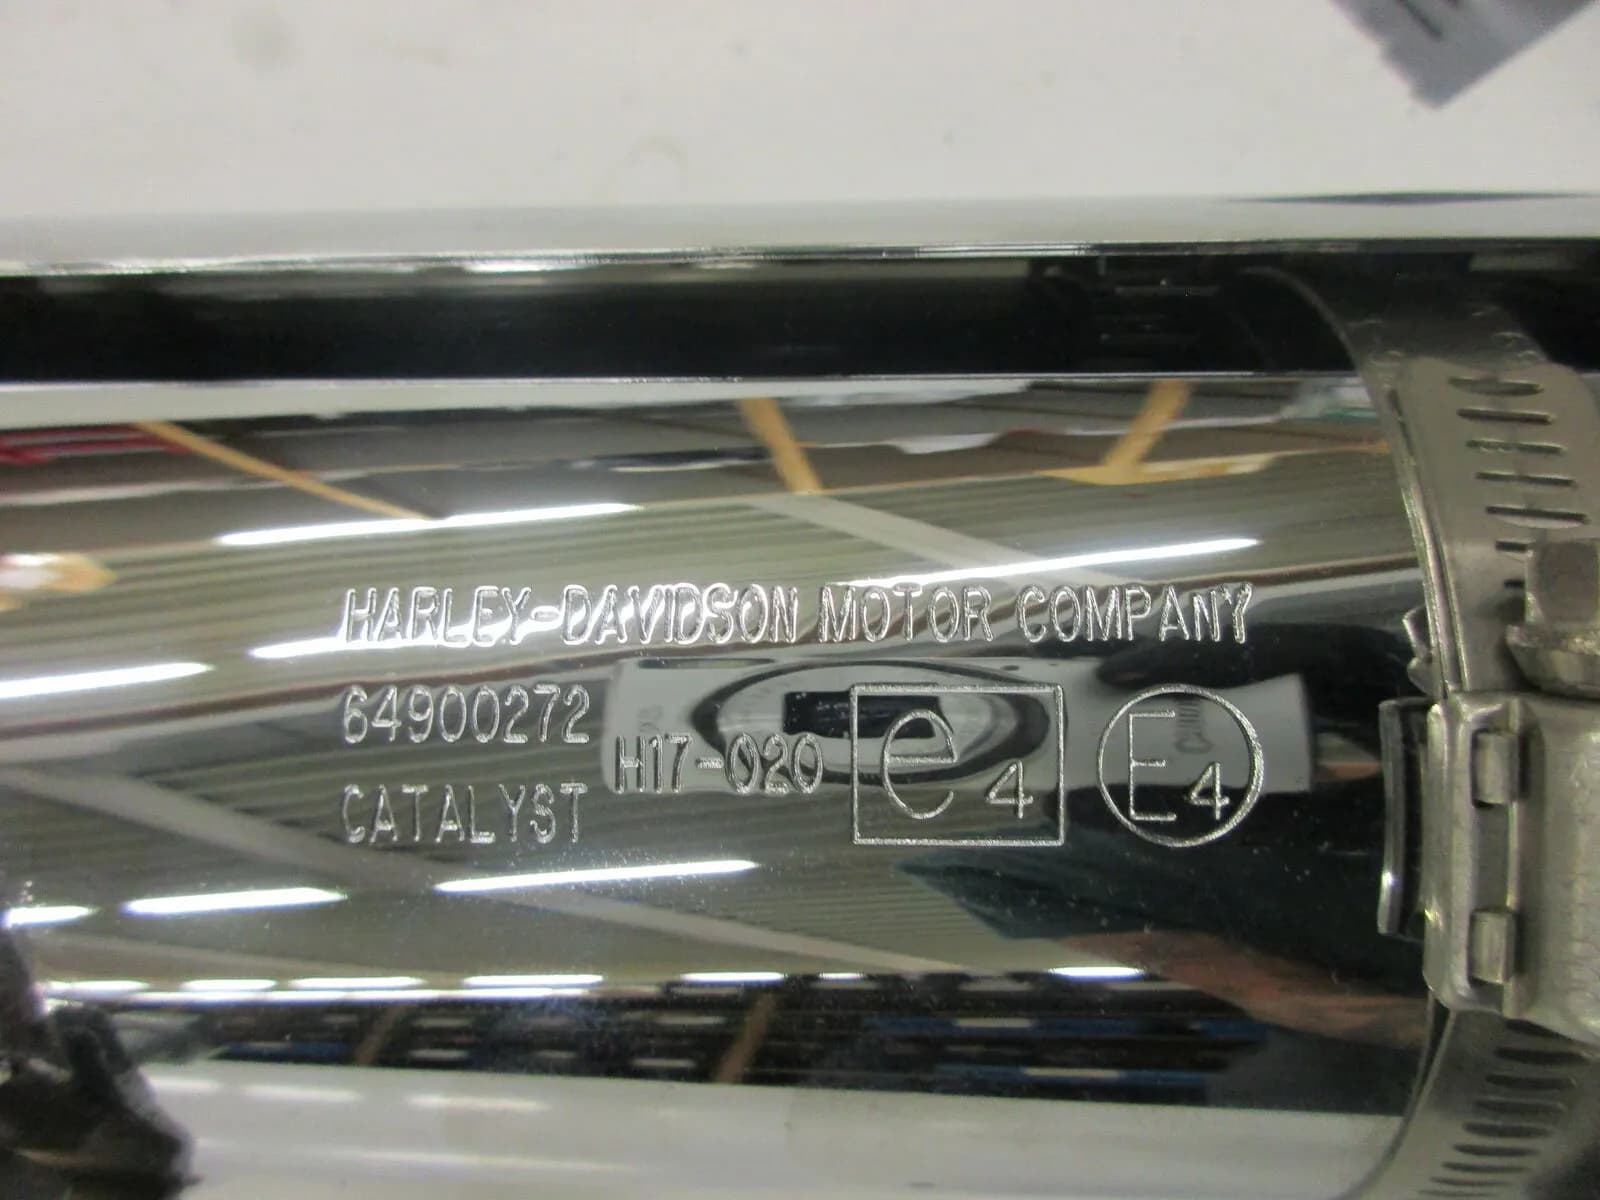 HARLEY-DAVIDSON MOTOR COMPANY
64900272
H17-020 e4 E4
CATALYST